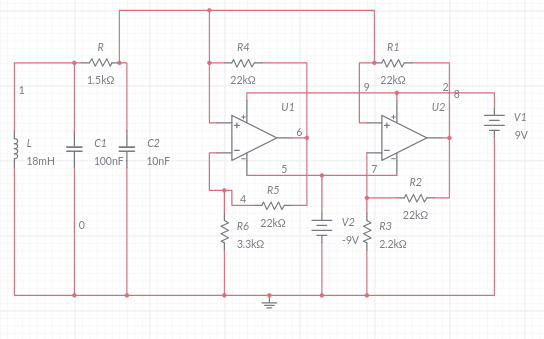 R
1.5kΩ
R4
22kΩ
R1
22kΩ
1
9
2
8
U1
U2
V1
9V
L
18mH
C1
100nF
C2
10nF
6
5
7
4
R5
22kΩ
R2
22kΩ
0
R6
3.3kΩ
V2
-9V
R3
2.2kΩ